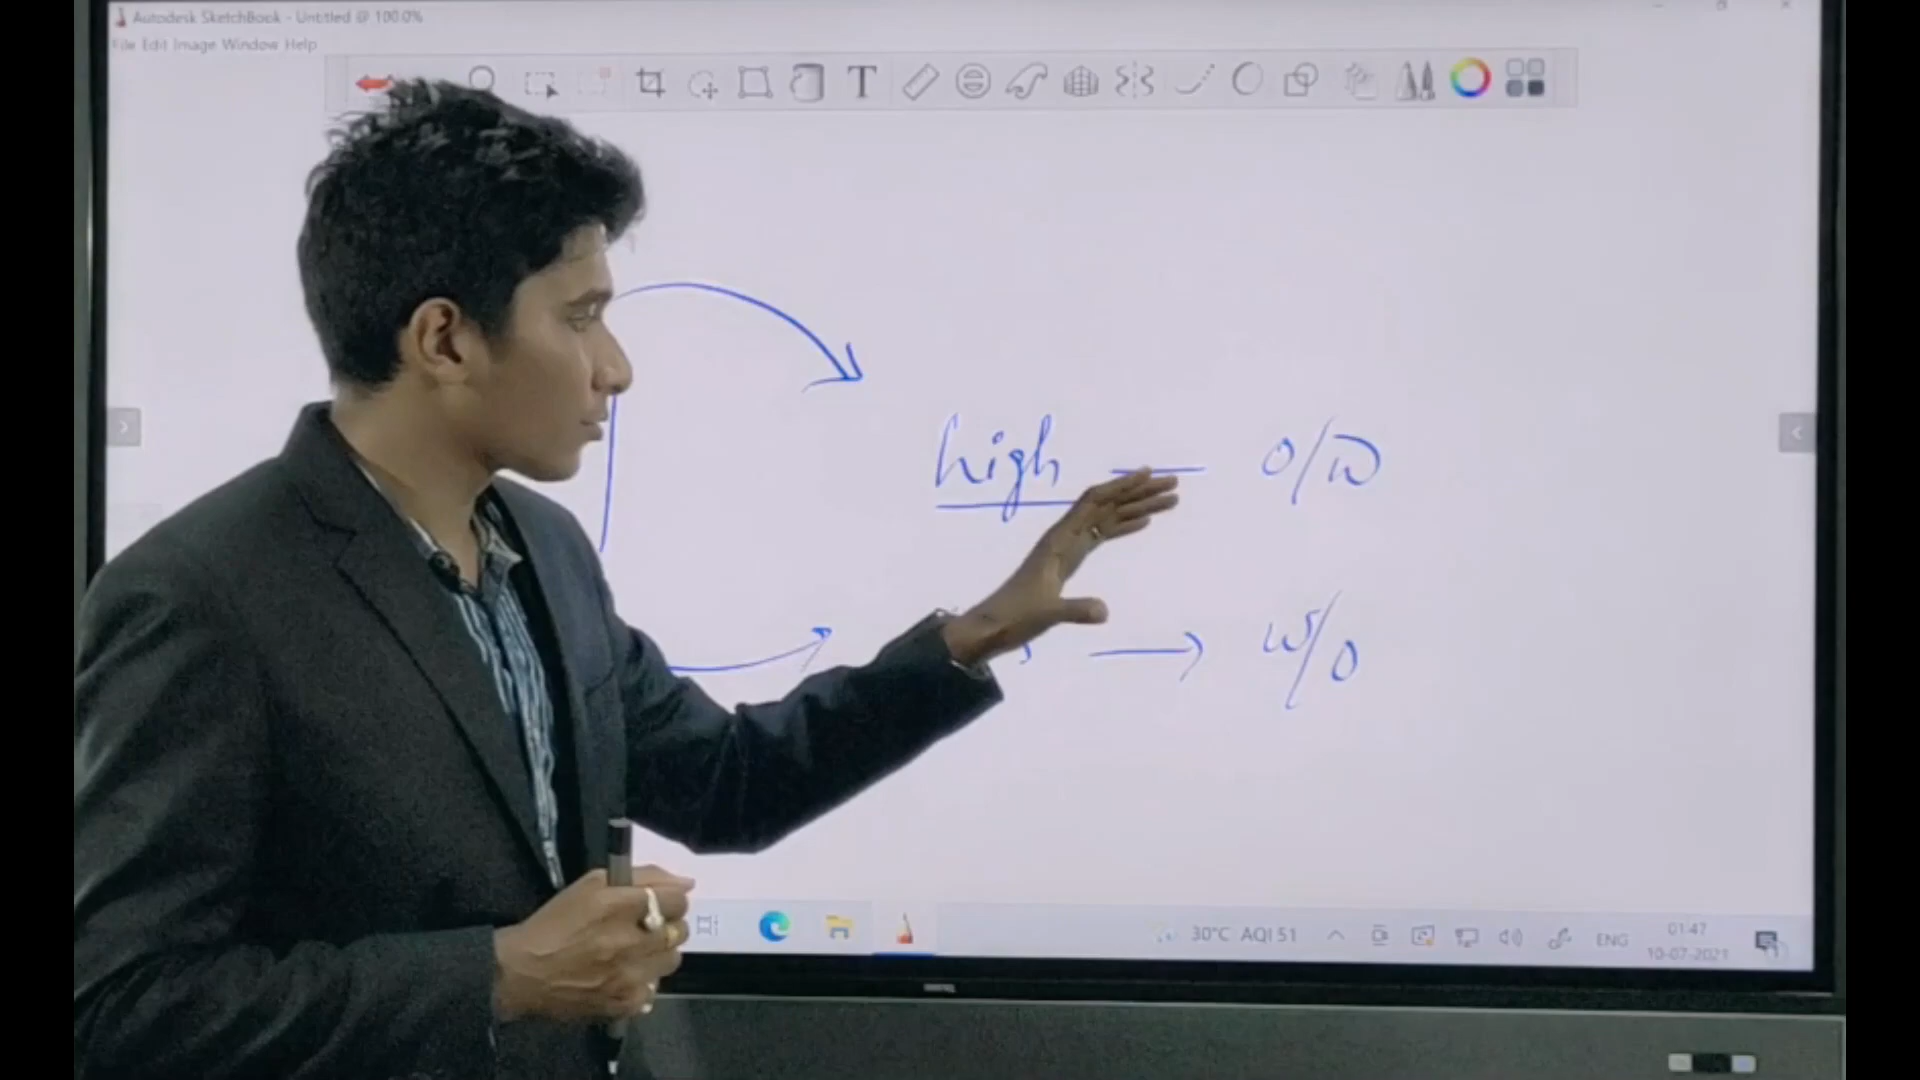 Autodesk SketchBook - Untitled @ 100.0%
File Edit Image Window Help
T
high — O/W
→ W/O
30°C AQI 51 ENG 01:47
10-07-2021